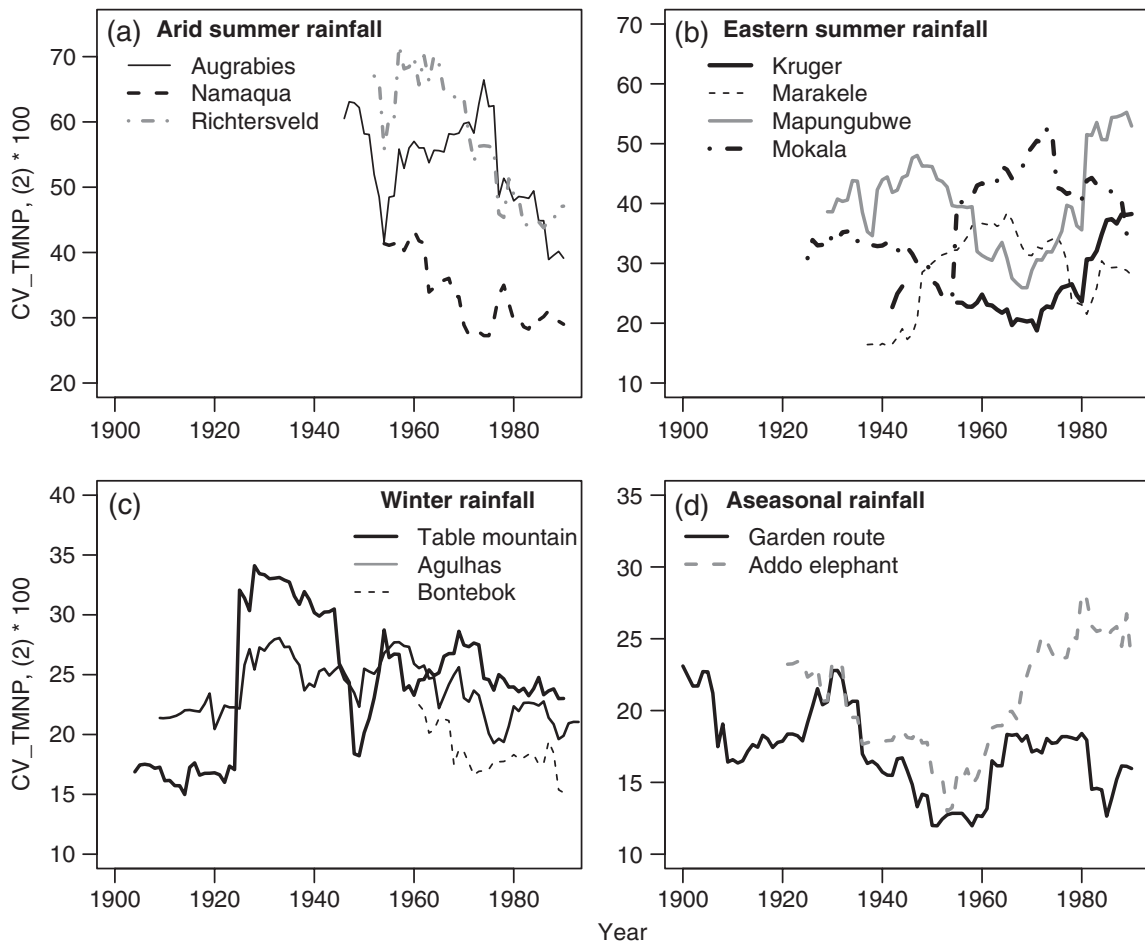 (a) Arid summer rainfall
Augrabies
Namaqua
Richtersveld
CV_TMNP, (2) * 100
70
60
50
40
30
20
1900 1920 1940 1960 1980
(b) Eastern summer rainfall
Kruger
Marakele
Mapungubwe
Mokala
70
60
50
40
30
20
10
1900 1920 1940 1960 1980
(c) Winter rainfall
Table mountain
Agulhas
Bontebok
CV_TMNP, (2) * 100
40
35
30
25
20
15
10
1900 1920 1940 1960 1980
(d) Aseasonal rainfall
Garden route
Addo elephant
35
30
25
20
15
10
1900 1920 1940 1960 1980
Year